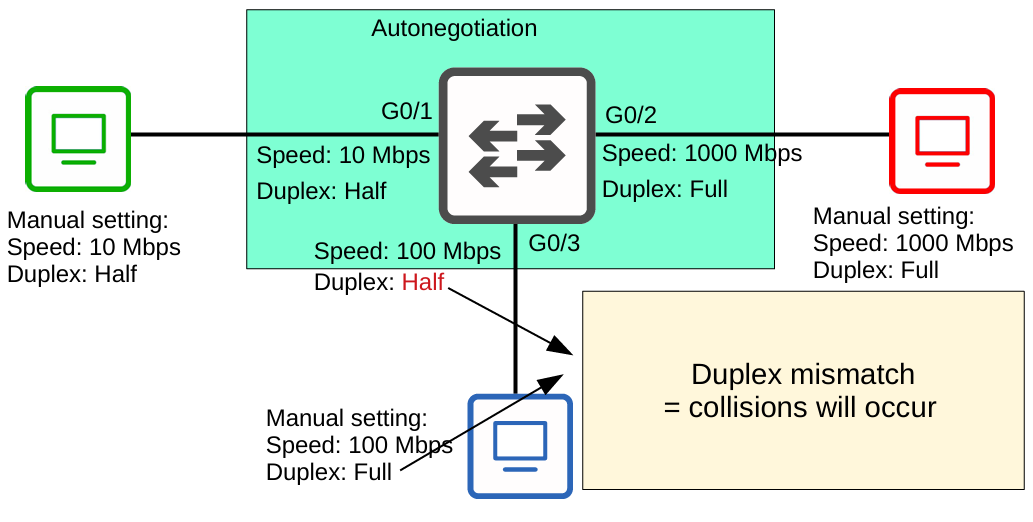 Autonegotiation
G0/1
G0/2
Speed: 10 Mbps
Duplex: Half
Speed: 1000 Mbps
Duplex: Full
Manual setting:
Speed: 10 Mbps
Duplex: Half
Manual setting:
Speed: 1000 Mbps
Duplex: Full
Speed: 100 Mbps
Duplex: Half
G0/3
Duplex mismatch
= collisions will occur
Manual setting:
Speed: 100 Mbps
Duplex: Full